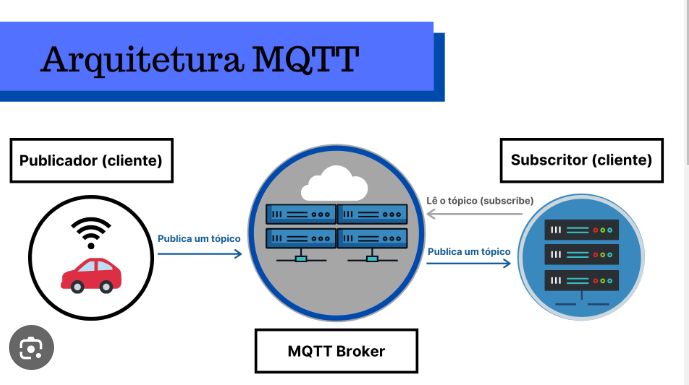 Arquitetura MQTT
Publicador (cliente)
Subscritor (cliente)
Lê o tópico (subscribe)
Publica um tópico
Publica um tópico
MQTT Broker